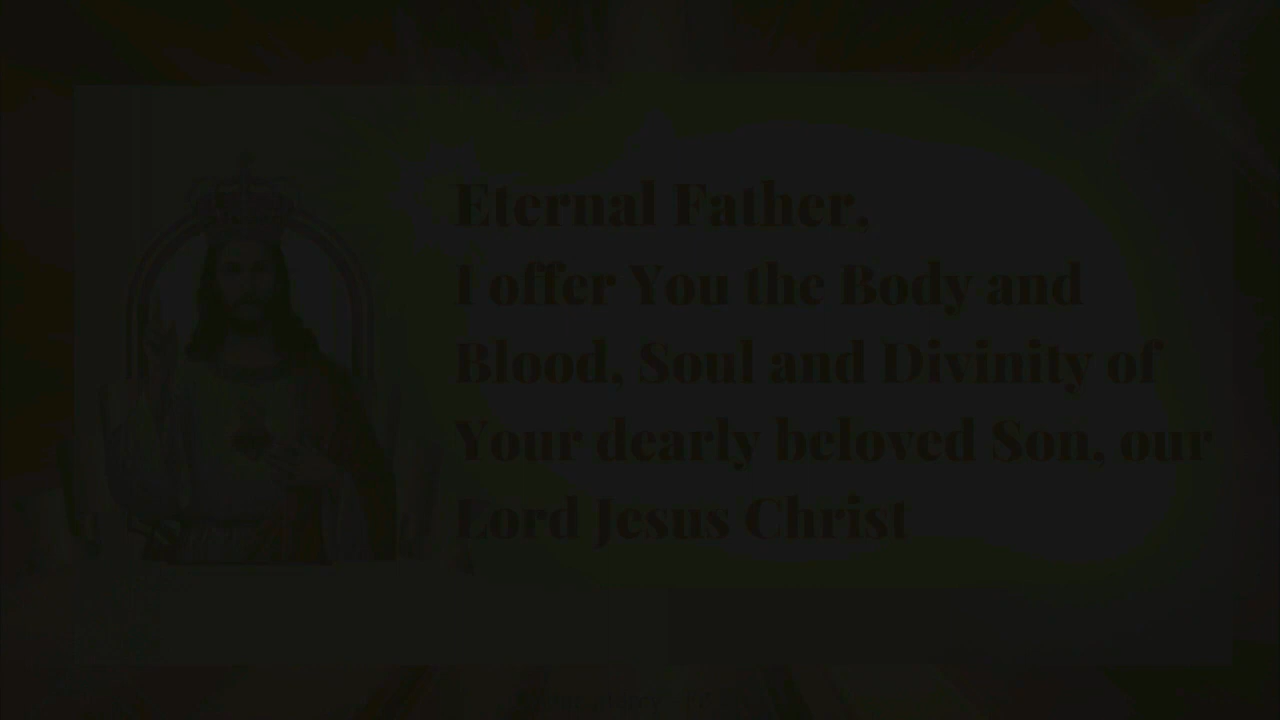 Eternal Father,
I offer You the Body and
Blood, Soul and Divinity of
Your dearly beloved Son, our
Lord Jesus Christ